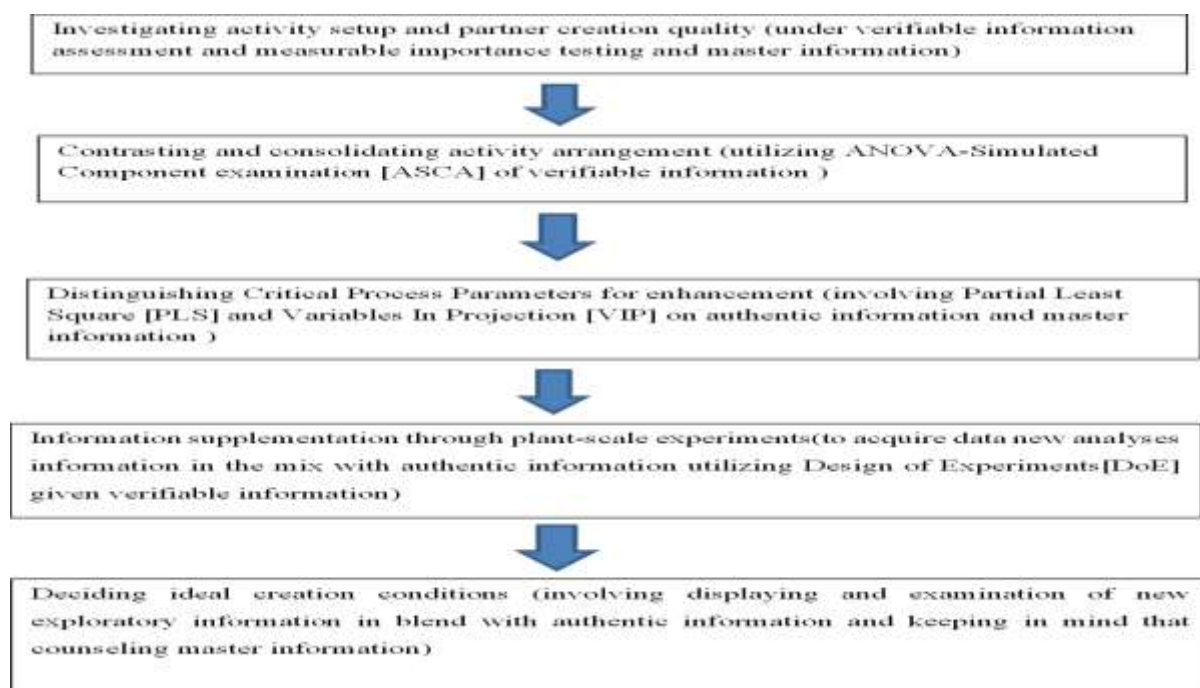 Investigating activity setup and partner creation quality (under verifiable information
assessment and measurable importance testing and master information)
Contrasting and consolidating activity arrangement (utilizing ANOVA-Simulated
Component examination [ASCA] of verifiable information )
Distinguishing Critical Process Parameters for enhancement (involving Partial Least
Square [PLS] and Variables In Projection [VIP] on authentic information and master
information )
Information supplementation through plant-scale experiments(to acquire data new analyses
information in the mix with authentic information utilizing Design of Experiments[DoE]
given verifiable information)
Deciding ideal creation conditions (involving displaying and examination of new
exploratory information in blend with authentic information and keeping in mind that
counseling master information)